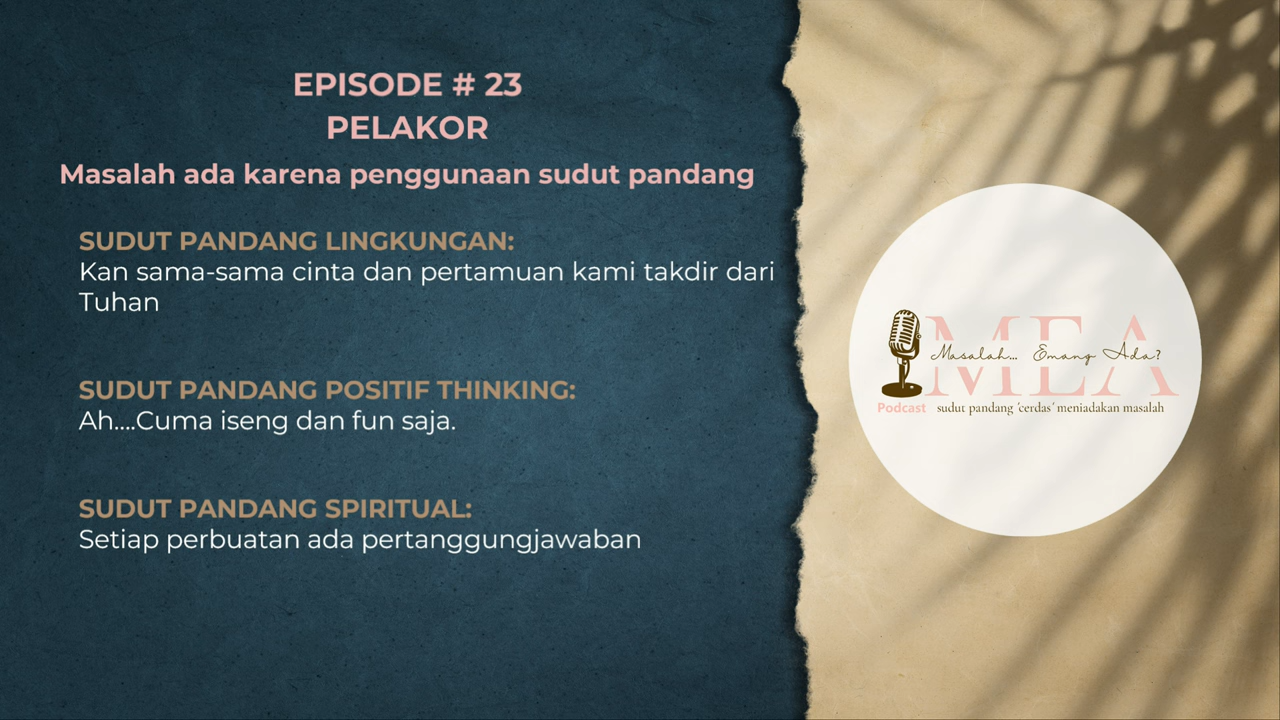 EPISODE # 23
PELAKOR
Masalah ada karena penggunaan sudut pandang
SUDUT PANDANG LINGKUNGAN:
Kan sama-sama cinta dan pertamuan kami takdir dari
Tuhan
SUDUT PANDANG POSITIF THINKING:
Ah....Cuma iseng dan fun saja.
SUDUT PANDANG SPIRITUAL:
Setiap perbuatan ada pertanggungjawaban
MEA
Masalah... Emang Ada?
Podcast sudut pandang 'cerdas' meniadakan masalah